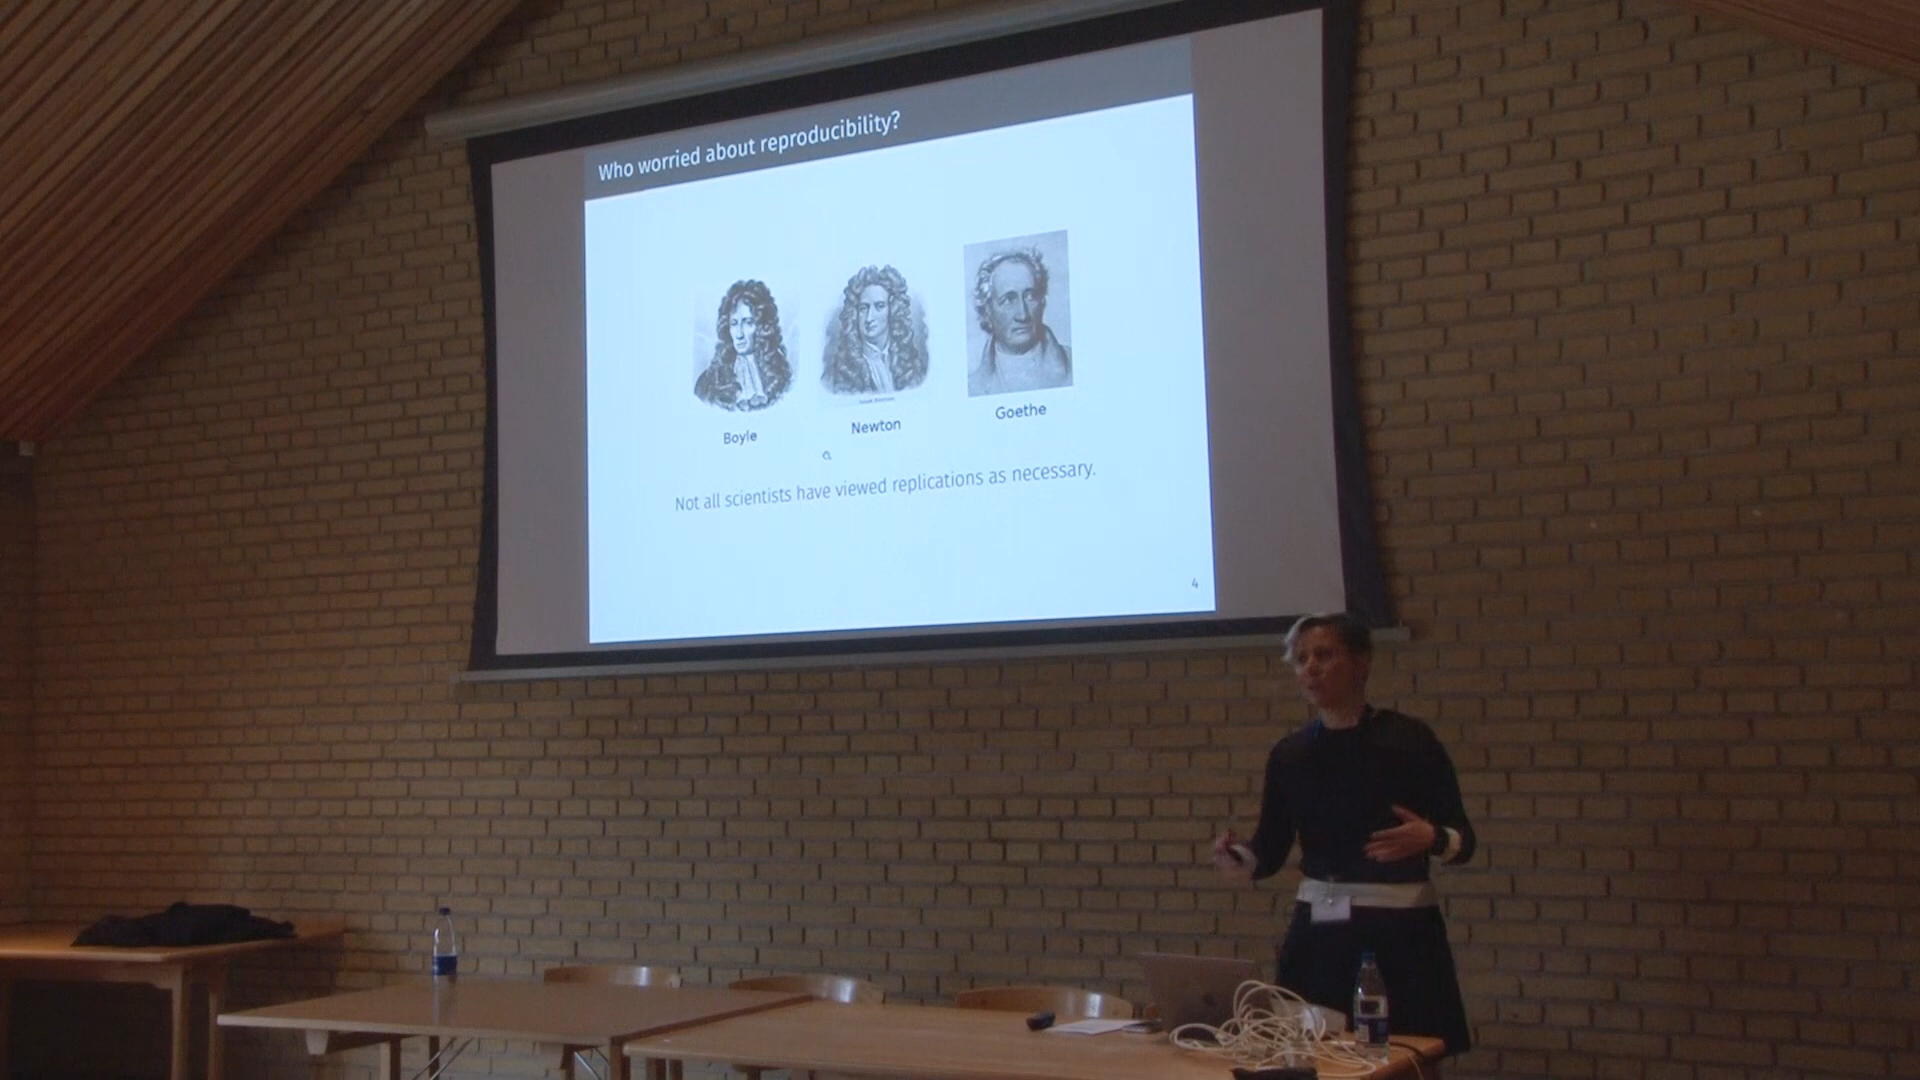 Who worried about reproducibility?
Boyle
Newton
Goethe
Not all scientists have viewed replications as necessary.
4